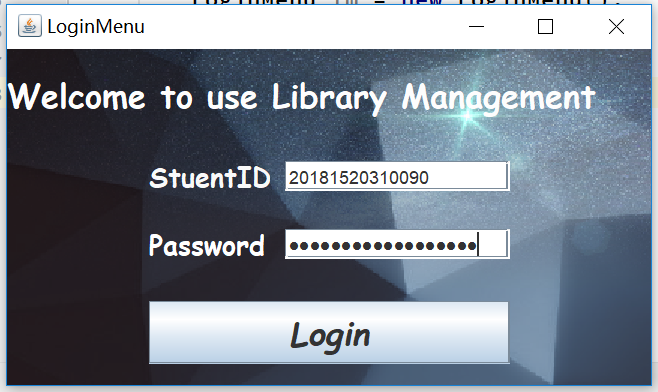 LoginMenu
Welcome to use Library Management
StuentID 20181520310090
Password ••••••••••••••••••
Login